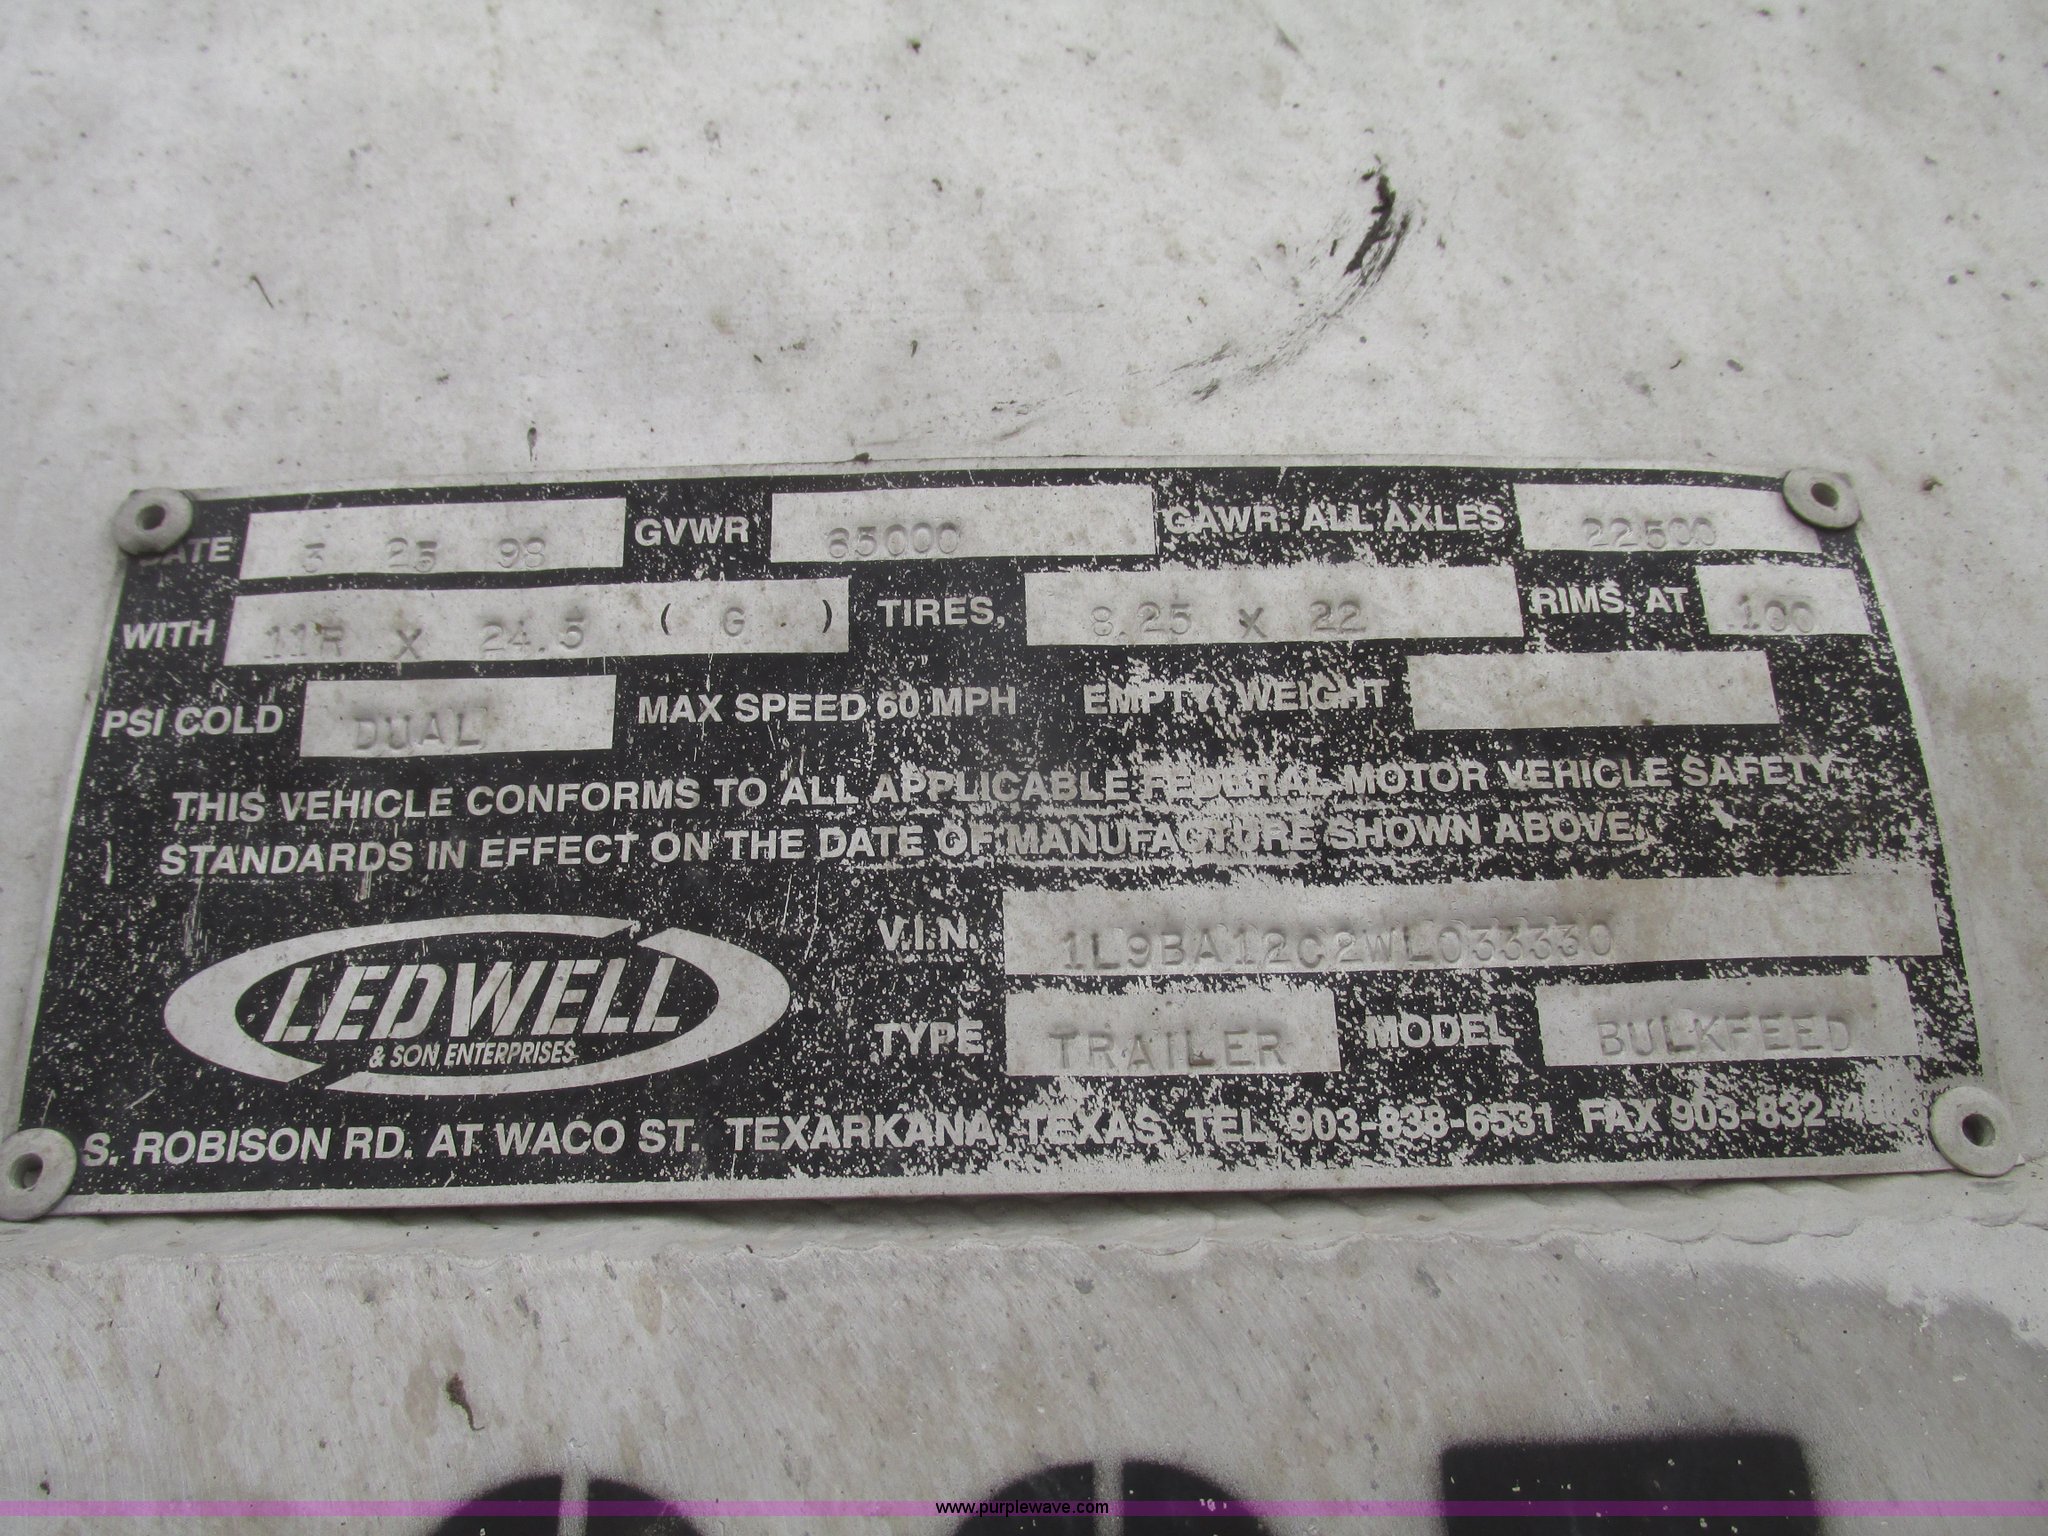 DATE 3 25 98 GVWR 65000 GAWR: ALL AXLES 22500
WITH 11R X 24.5 ( G ) TIRES, 8.25 X 22 RIMS, AT 100
PSI COLD DUAL MAX SPEED 60 MPH EMPTY WEIGHT
THIS VEHICLE CONFORMS TO ALL APPLICABLE FEDERAL MOTOR VEHICLE SAFETY
STANDARDS IN EFFECT ON THE DATE OF MANUFACTURE SHOWN ABOVE.
V.I.N. 1L9BA12C2WL033330
LEDWELL
& SON ENTERPRISES
TYPE TRAILER MODEL BULKFEED
S. ROBISON RD. AT WACO ST. TEXARKANA, TEXAS TEL. 903-838-6531 FAX
www.purplewave.com